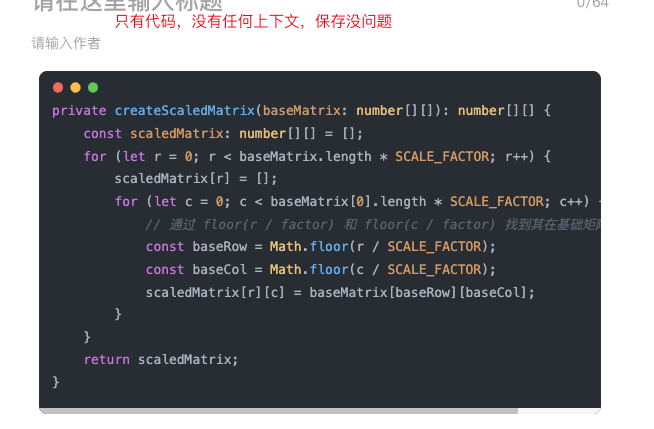 请在这里输入标题
0/64
只有代码，没有任何上下文，保存没问题
请输入作者
private createScaledMatrix(baseMatrix: number[][]): number[][] {
    const scaledMatrix: number[][] = [];
    for (let r = 0; r < baseMatrix.length * SCALE_FACTOR; r++) {
        scaledMatrix[r] = [];
        for (let c = 0; c < baseMatrix[0].length * SCALE_FACTOR; c++) {
            // 通过 floor(r / factor) 和 floor(c / factor) 找到其在基础矩阵
            const baseRow = Math.floor(r / SCALE_FACTOR);
            const baseCol = Math.floor(c / SCALE_FACTOR);
            scaledMatrix[r][c] = baseMatrix[baseRow][baseCol];
        }
    }
    return scaledMatrix;
}